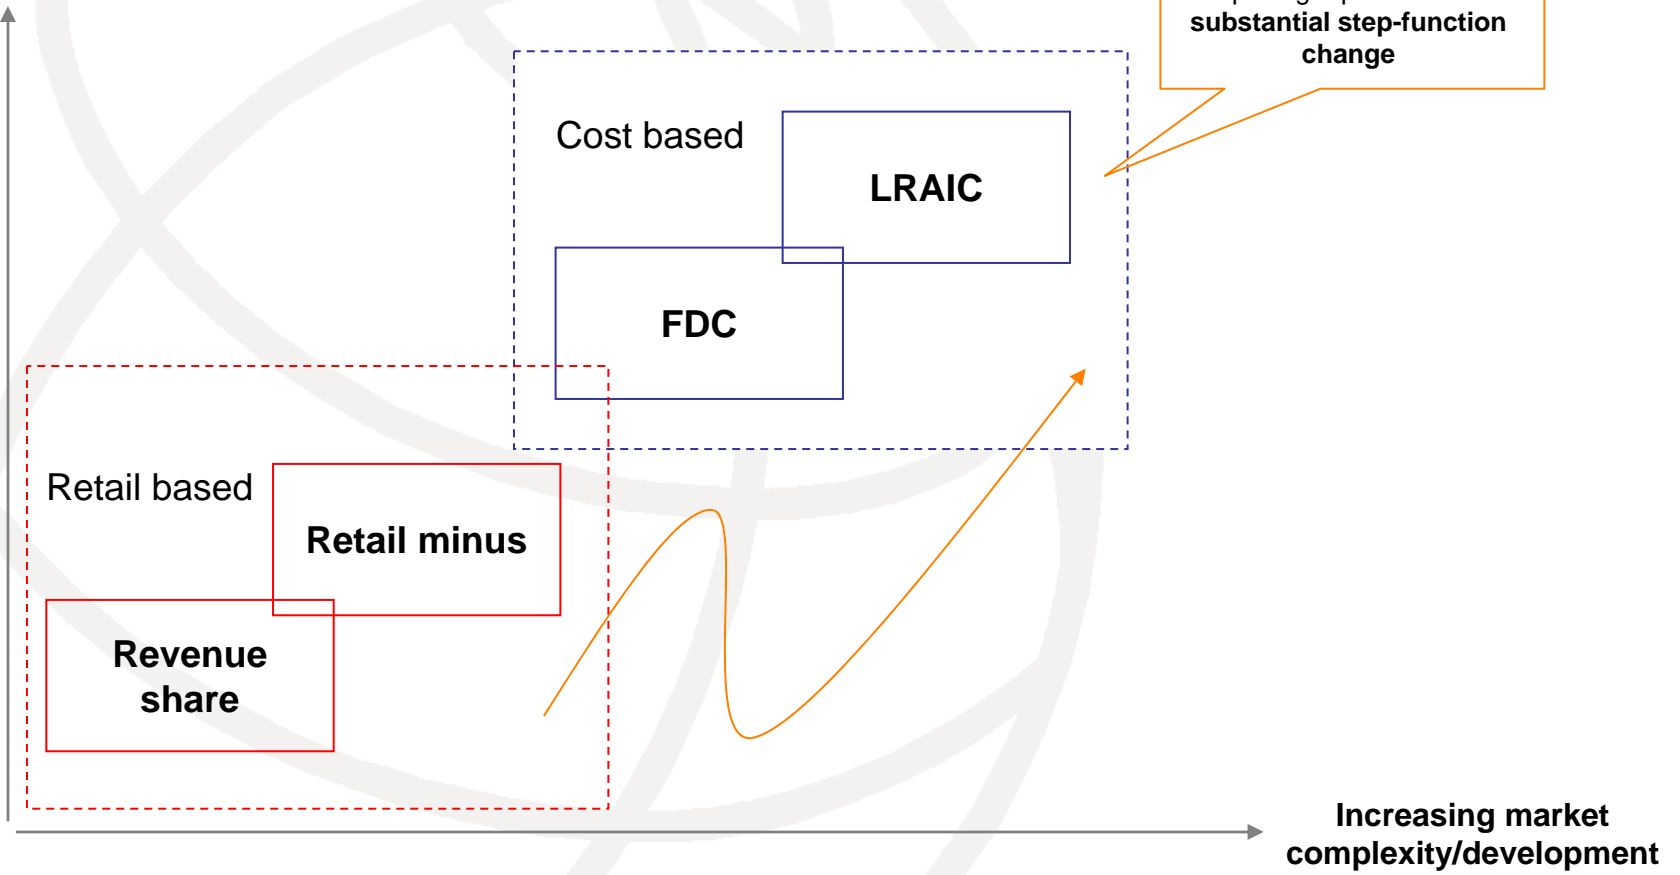 substantial step-function
change
Cost based
LRAIC
FDC
Retail based
Retail minus
Revenue
share
Increasing market
complexity/development